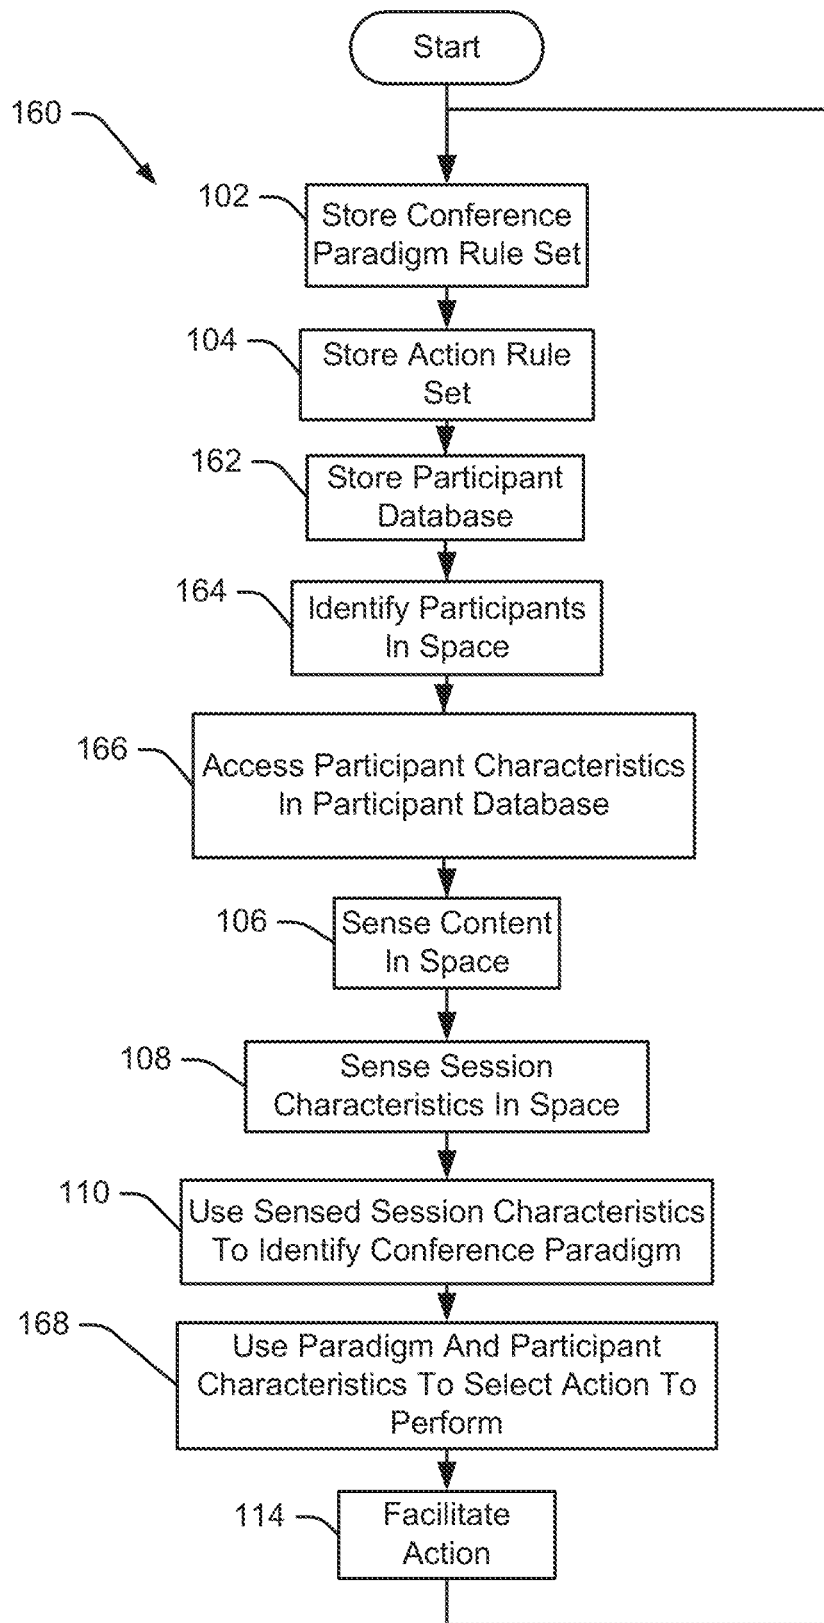 Start
160
102
Store Conference
Paradigm Rule Set
104
Store Action Rule
Set
162
Store Participant
Database
164
Identify Participants
In Space
166
Access Participant Characteristics
In Participant Database
106
Sense Content
In Space
108
Sense Session
Characteristics In Space
110
Use Sensed Session Characteristics
To Identify Conference Paradigm
168
Use Paradigm And Participant
Characteristics To Select Action To
Perform
114
Facilitate
Action